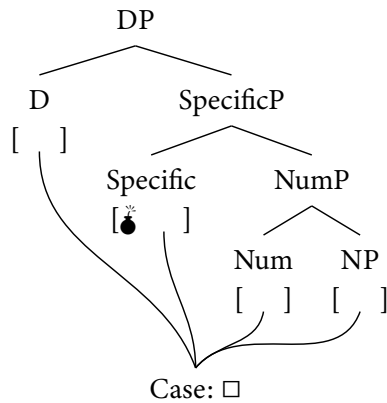 DP
D SpecificP
[ ]
Specific NumP
[💣 ]
Num NP
[ ] [ ]
Case: □